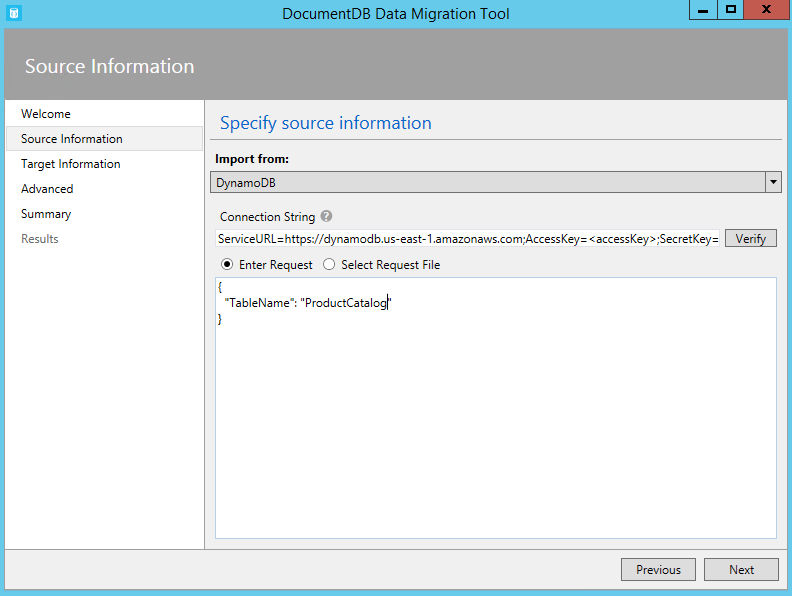 DocumentDB Data Migration Tool
Source Information
Welcome
Source Information
Target Information
Advanced
Summary
Results
Specify source information
Import from:
DynamoDB
Connection String ?
ServiceURL=https://dynamodb.us-east-1.amazonaws.com;AccessKey=<accessKey>;SecretKey=
Verify
Enter Request Select Request File
{
"TableName": "ProductCatalog"
}
Previous Next